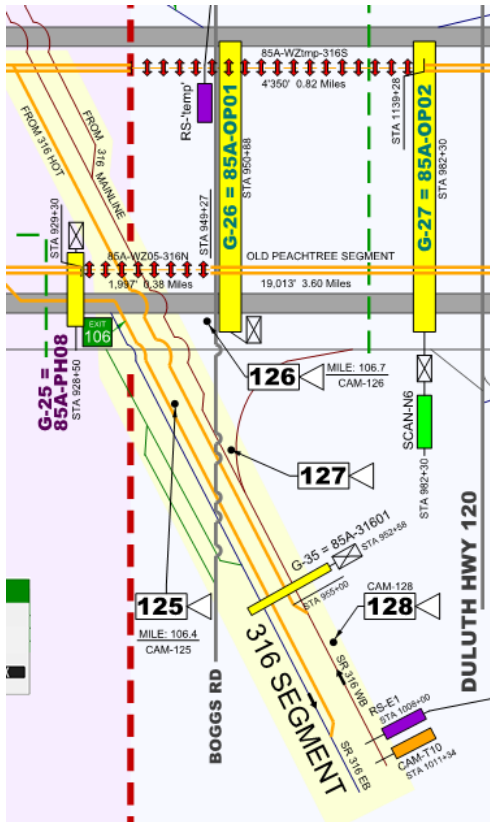 85A-WZtmp-316S
4'350' 0.82 Miles
RS-'temp'
G-26 = 85A-OP01
STA 950+88
STA 1139+28
G-27 = 85A-OP02
STA 982+30
FROM 316 HOT
FROM
316
MAINLINE
STA 949+27
STA 929+30
85A-WZ05-316N
1,997' 0.38 Miles
OLD PEACHTREE SEGMENT
19,013' 3.60 Miles
EXIT
106
G-25 =
85A-PH08
STA 928+50
126
MILE: 106.7
CAM-126
SCAN-N6
STA 982+30
127
G-35 = 85A-31601
STA 952+58
STA 955+00
125
MILE: 106.4
CAM-125
CAM-128
128
316 SEGMENT
SR 316 WB
SR 316 EB
BOGGS RD
DULUTH HWY 120
RS-E1
STA 1006+00
CAM-T10
STA 1011+34